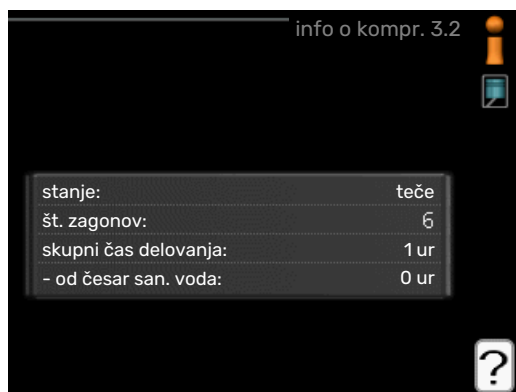 info o kompr. 3.2
stanje: teče
št. zagonov: 6
skupni čas delovanja: 1 ur
- od česar san. voda: 0 ur
?